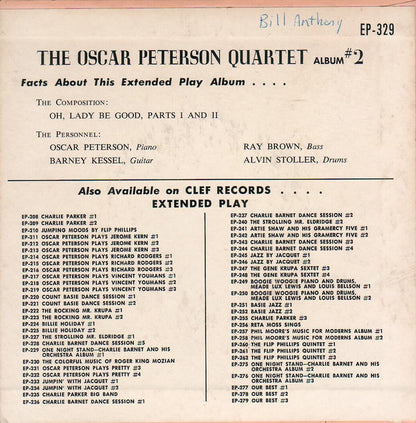 Bill Anthony
EP-329
THE OSCAR PETERSON QUARTET ALBUM #2
Facts About This Extended Play Album . . . .
THE COMPOSITION:
OH, LADY BE GOOD, PARTS I AND II
THE PERSONNEL:
OSCAR PETERSON, Piano
BARNEY KESSEL, Guitar
RAY BROWN, Bass
ALVIN STOLLER, Drums
Also Available on CLEF RECORDS . . . .
EXTENDED PLAY
EP-208 CHARLIE PARKER #1
EP-209 CHARLIE PARKER #2
EP-210 JUMPING MOODS BY FLIP PHILLIPS
EP-211 OSCAR PETERSON PLAYS JEROME KERN #1
EP-212 OSCAR PETERSON PLAYS JEROME KERN #2
EP-213 OSCAR PETERSON PLAYS JEROME KERN #3
EP-214 OSCAR PETERSON PLAYS RICHARD RODGERS #1
EP-215 OSCAR PETERSON PLAYS RICHARD RODGERS #2
EP-216 OSCAR PETERSON PLAYS RICHARD RODGERS #3
EP-217 OSCAR PETERSON PLAYS VINCENT YOUMANS #1
EP-218 OSCAR PETERSON PLAYS VINCENT YOUMANS #2
EP-219 OSCAR PETERSON PLAYS VINCENT YOUMANS #2
EP-220 COUNT BASIE DANCE SESSION #1
EP-221 COUNT BASIE DANCE SESSION #2
EP-222 THE ROCKING MR. KRUPA #1
EP-223 THE ROCKING MR. KRUPA #2
EP-224 BILLIE HOLIDAY #1
EP-225 BILLIE HOLIDAY #2
EP-227 THE STROLLING MR. ELDRIDGE #1
EP-228 CHARLIE BARNET DANCE SESSION #3
EP-229 ONE NIGHT STAND—CHARLIE BARNET AND HIS
ORCHESTRA ALBUM #1
EP-230 THE COLORFUL MUSIC OF ROGER KING MOZIAN
EP-231 OSCAR PETERSON PLAYS PRETTY #3
EP-232 OSCAR PETERSON PLAYS PRETTY #4
EP-233 JUMPIN' WITH JACQUET #1
EP-234 JUMPIN' WITH JACQUET #2
EP-235 CHARLIE PARKER BIG BAND
EP-236 CHARLIE BARNET DANCE SESSION #1
EP-237 CHARLIE BARNET DANCE SESSION #2
EP-240 THE STROLLING MR. ELDRIDGE #2
EP-241 ARTIE SHAW AND HIS GRAMERCY FIVE #1
EP-242 ARTIE SHAW AND HIS GRAMERCY FIVE #2
EP-243 CHARLIE BARNET DANCE SESSION #3
EP-244 CHARLIE BARNET DANCE SESSION #4
EP-245 JAZZ BY JACQUET #1
EP-246 JAZZ BY JACQUET #2
EP-247 THE GENE KRUPA SEXTET #3
EP-248 THE GENE KRUPA SEXTET #4
EP-249 BOOGIE WOOGIE PIANO AND DRUMS,
MEADE LUX LEWIS AND LOUIS BELLSON #1
EP-250 BOOGIE WOOGIE PIANO AND DRUMS,
MEADE LUX LEWIS AND LOUIS BELLSON #2
EP-251 BASIE JAZZ #1
EP-252 BASIE JAZZ #2
EP-255 CHARLIE PARKER #3
EP-256 RETA MOSS SINGS
EP-257 PHIL MOORE'S MUSIC FOR MODERNS ALBUM #1
EP-258 PHIL MOORE'S MUSIC FOR MODERNS ALBUM #2
EP-260 THE FLIP PHILLIPS QUINTET #1
EP-261 THE FLIP PHILLIPS QUINTET #2
EP-262 THE FLIP PHILLIPS QUINTET #3
EP-275 ONE NIGHT STAND—CHARLIE BARNET AND HIS
ORCHESTRA ALBUM #2
EP-276 ONE NIGHT STAND—CHARLIE BARNET AND HIS
ORCHESTRA ALBUM #3
EP-277 OUR BEST #1
EP-278 OUR BEST #2
EP-279 OUR BEST #3